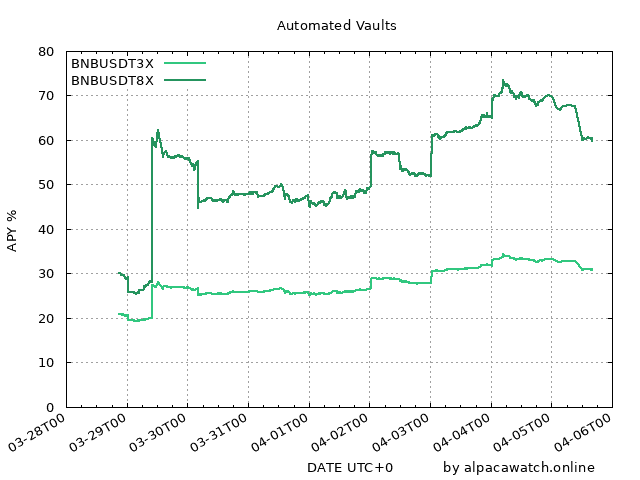 Automated Vaults
BNBUSDT3X
BNBUSDT8X
APY %
80
70
60
50
40
30
20
10
0
03-28T00
03-29T00
03-30T00
03-31T00
04-01T00
04-02T00
04-03T00
04-04T00
04-05T00
04-06T00
DATE UTC+0
by alpacawatch.online